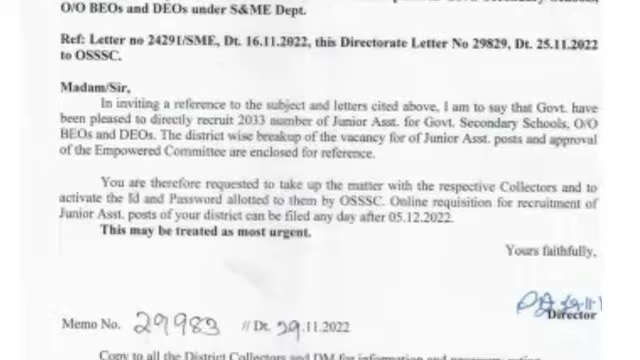 O/O BEOs and DEOs under S&ME Dept.
Ref: Letter no 24291/SME, Dt. 16.11.2022, this Directorate Letter No 29829, Dt. 25.11.2022
to OSSSC.
Madam/Sir,
In inviting a reference to the subject and letters cited above, I am to say that Govt. have
been pleased to directly recruit 2033 number of Junior Asst. for Govt. Secondary Schools, O/O
BEOs and DEOs. The district wise breakup of the vacancy for of Junior Asst. posts and approval
of the Empowered Committee are enclosed for reference.
You are therefore requested to take up the matter with the respective Collectors and to
activate the Id and Password allotted to them by OSSSC. Online requisition for recruitment of
Junior Asst. posts of your district can be filed any day after 05.12.2022.
This may be treated as most urgent.
Yours faithfully,
Director
Memo No. 29983 // Dt. 29.11.2022
Copy to all the District Collectors and DM for information and